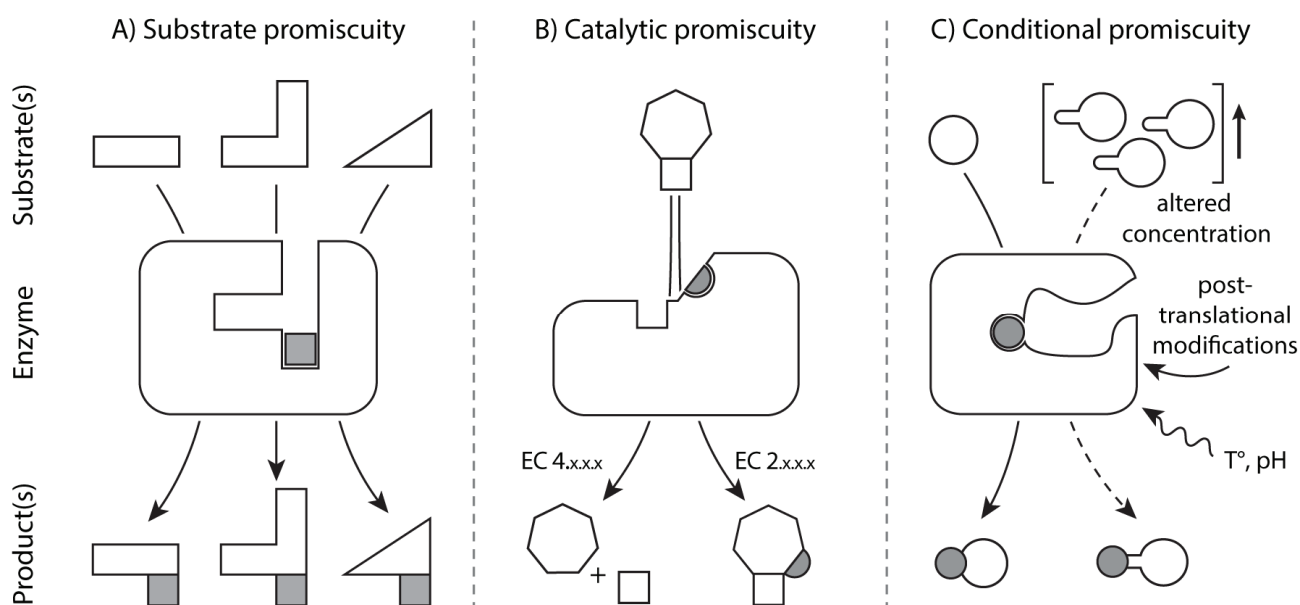 A) Substrate promiscuity
B) Catalytic promiscuity
C) Conditional promiscuity
Substrate(s)
altered
concentration
Enzyme
post-
translational
modifications
EC 4.x.x.x
EC 2.x.x.x
T°, pH
Product(s)
+